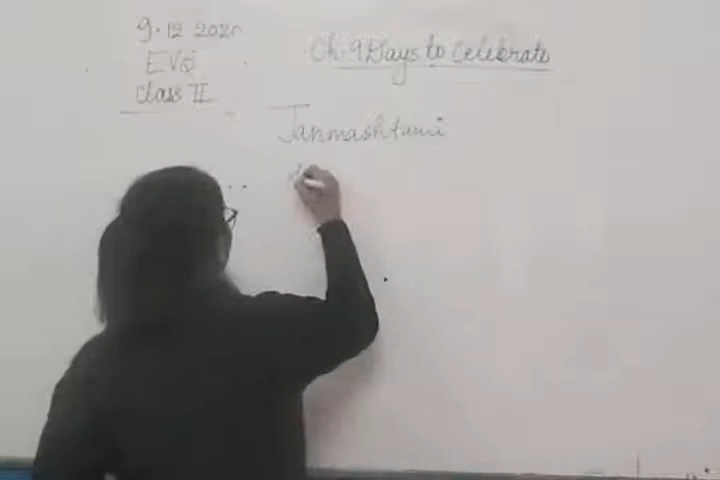 9.12 2020
EVS
Class II
Ch-9 Days to Celebrate
Janmashtami